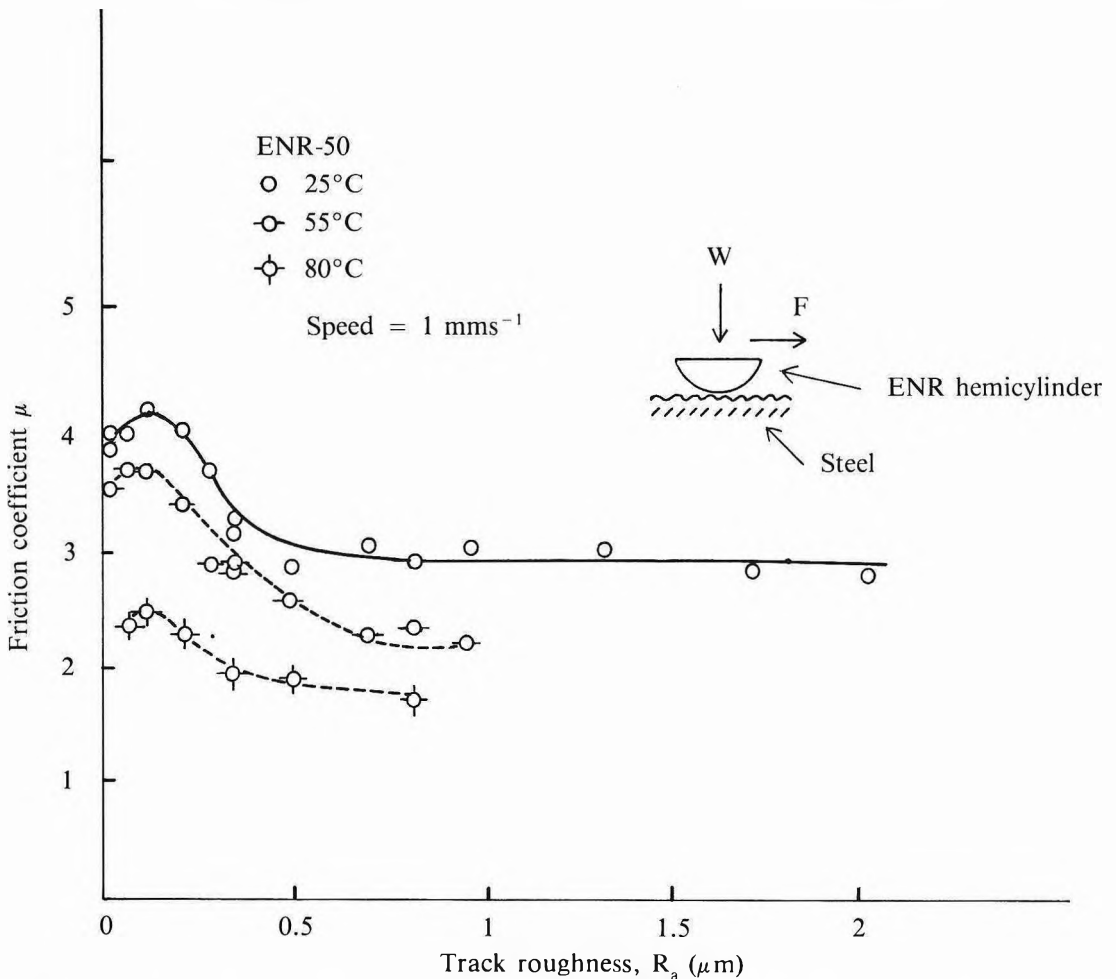 ENR-50
25°C
55°C
80°C
Speed = 1 mms⁻¹
W
F
ENR hemicylinder
Steel
Friction coefficient μ
5
4
3
2
1
0 0.5 1 1.5 2
Track roughness, Rₐ (μm)